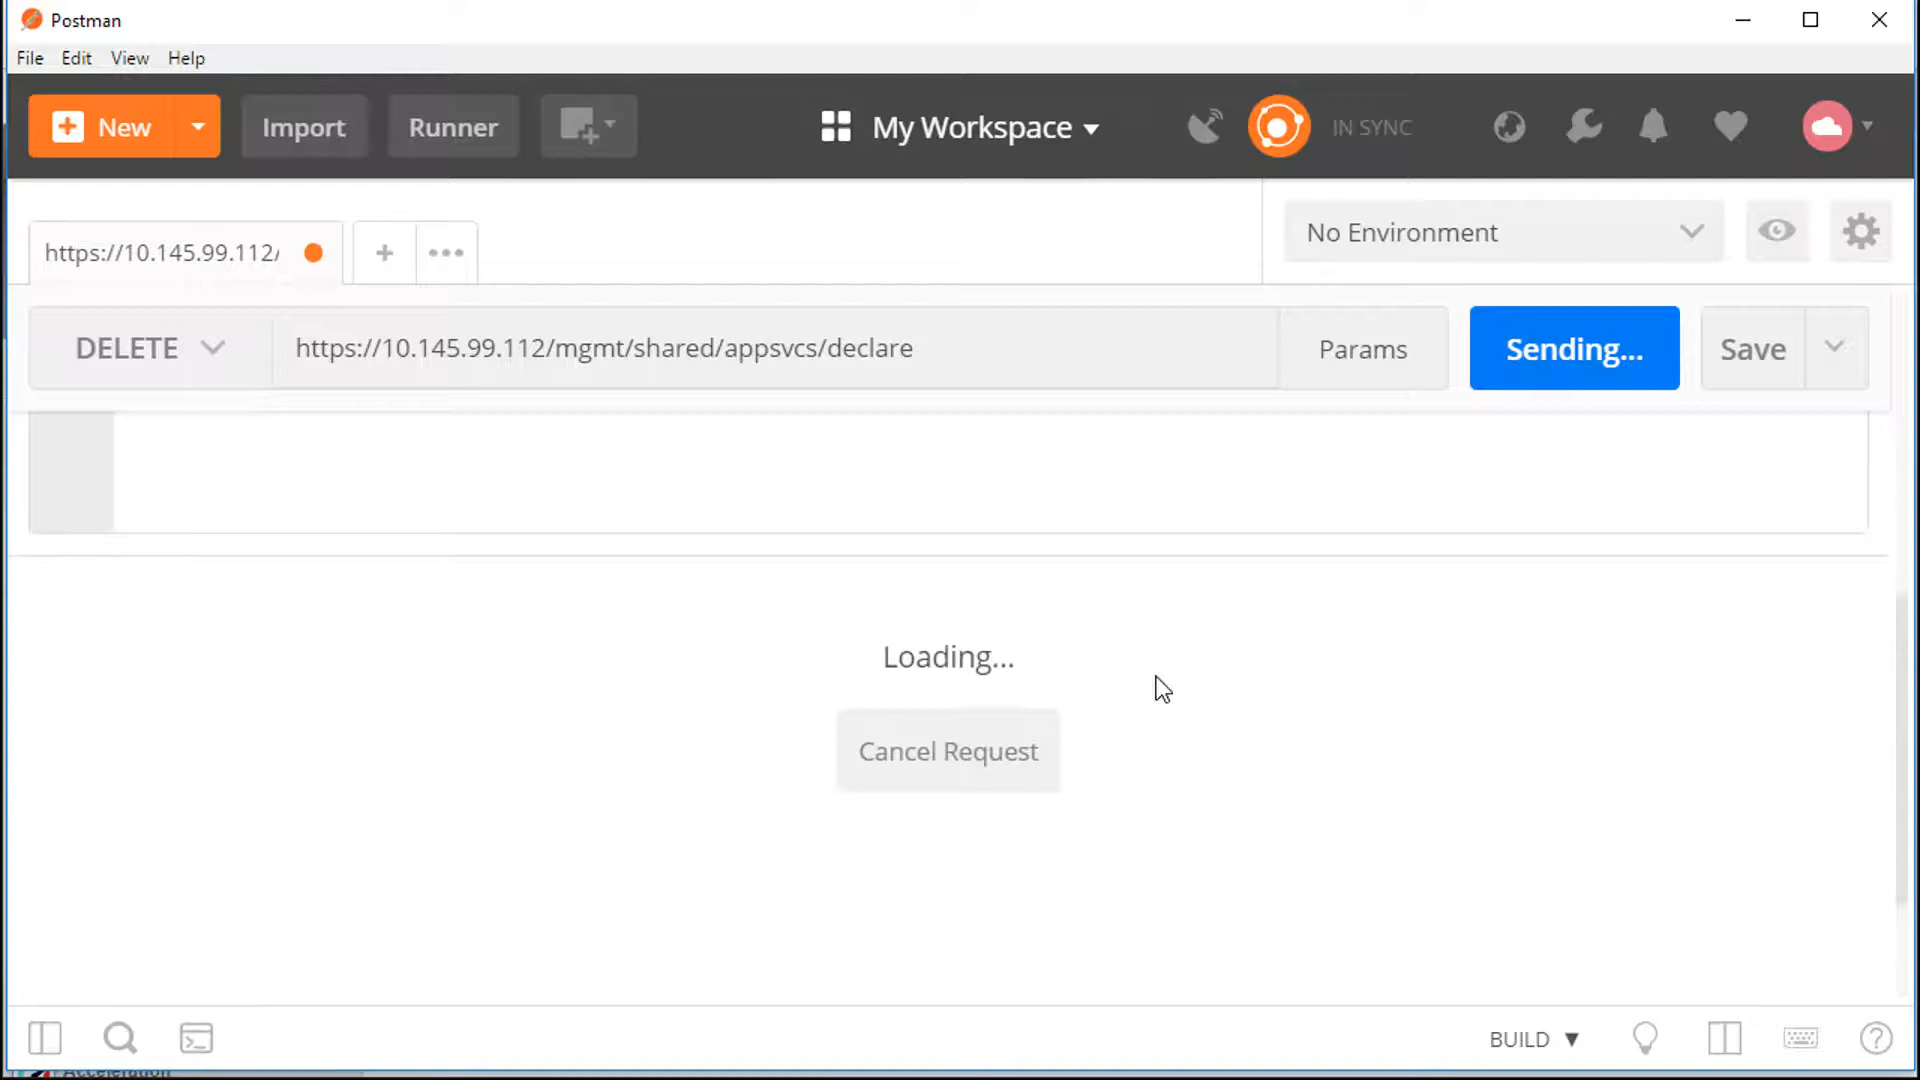 Postman
File Edit View Help
New Import Runner My Workspace IN SYNC
https://10.145.99.112/ No Environment
DELETE https://10.145.99.112/mgmt/shared/appsvcs/declare Params Sending... Save
Loading...
Cancel Request
BUILD
Acceleration